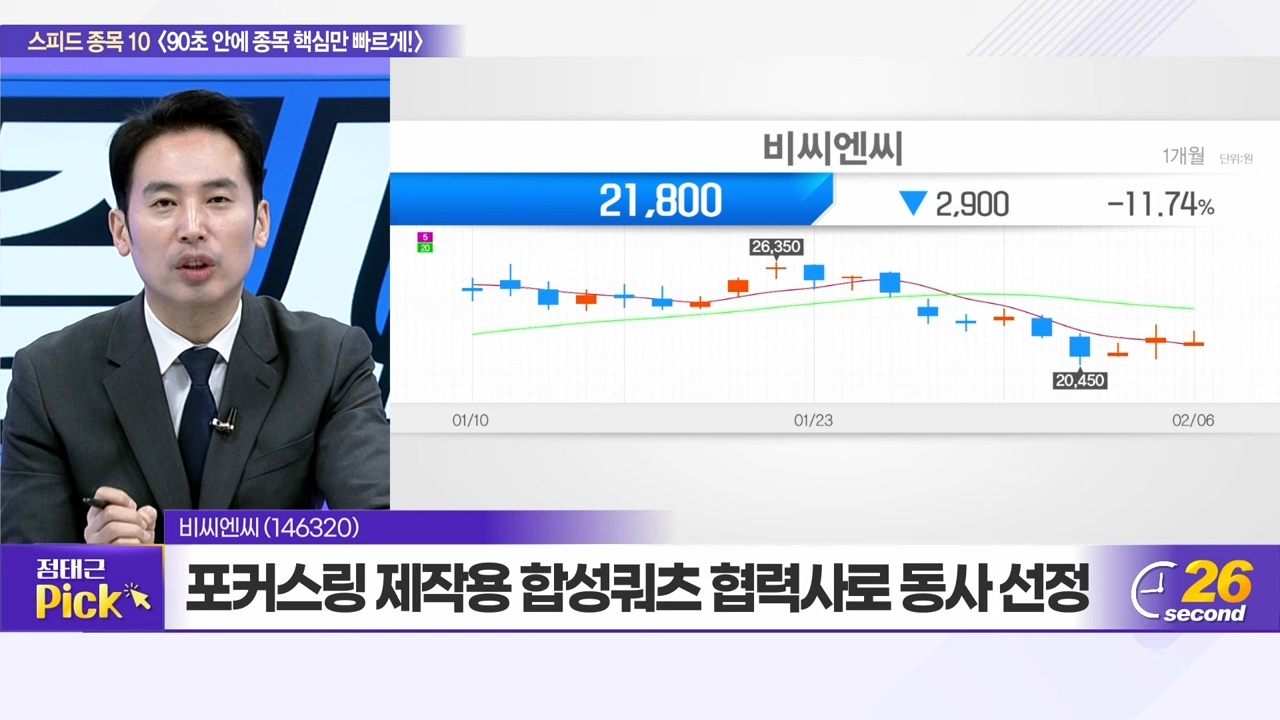 스피드 종목 10 〈90초 안에 종목 핵심만 빠르게!〉
비씨엔씨
1개월 단위:원
21,800 ▼ 2,900 -11.74%
5
20
26,350
20,450
01/10 01/23 02/06
비씨엔씨(146320)
정태근
Pick
포커스링 제작용 합성쿼츠 협력사로 동사 선정
26
second